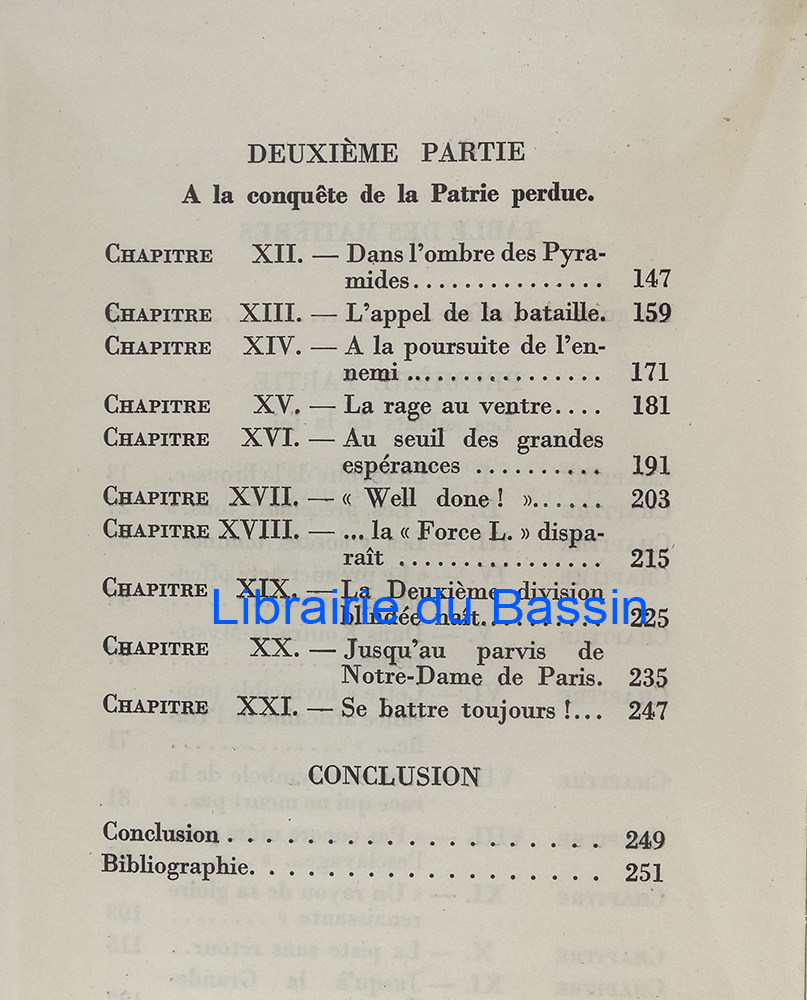 DEUXIÈME PARTIE
A la conquête de la Patrie perdue.
CHAPITRE XII. — Dans l'ombre des Pyra-
mides............... 147
CHAPITRE XIII. — L'appel de la bataille. 159
CHAPITRE XIV. — A la poursuite de l'en-
nemi ............... 171
CHAPITRE XV. — La rage au ventre.... 181
CHAPITRE XVI. — Au seuil des grandes
espérances .......... 191
CHAPITRE XVII. — « Well done ! »...... 203
CHAPITRE XVIII. — ... la « Force L. » dispa-
raît ................ 215
CHAPITRE XIX. — La Deuxième division
blindée naît.......... 225
Librairie du Bassin
CHAPITRE XX. — Jusqu'au parvis de
Notre-Dame de Paris. 235
CHAPITRE XXI. — Se battre toujours !... 247
CONCLUSION
Conclusion . . . . . . . . . . . . . . . . . . 249
Bibliographie. . . . . . . . . . . . . . . . . 251